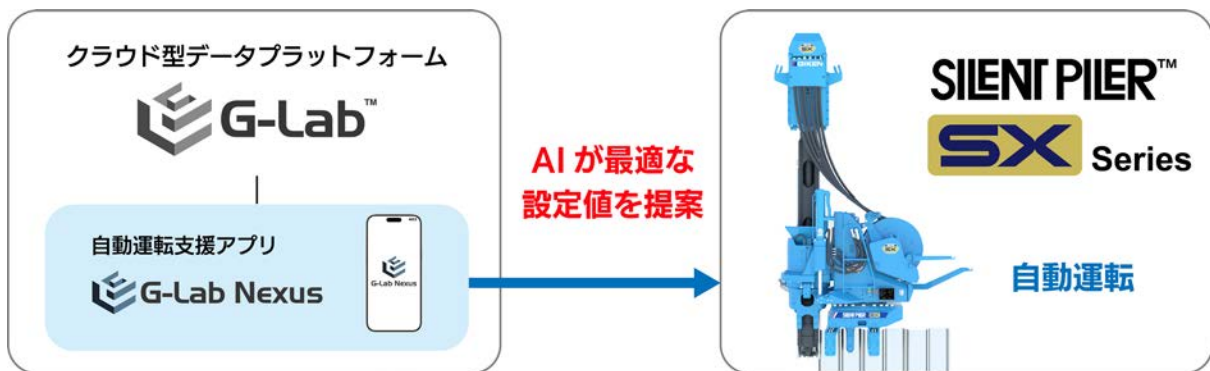 クラウド型データプラットフォーム
G-Lab™
自動運転支援アプリ
G-Lab Nexus
G-Lab Nexus
AIが最適な
設定値を提案
GIKEN
SILENT PILER™
SX Series
自動運転
SILENT PILER